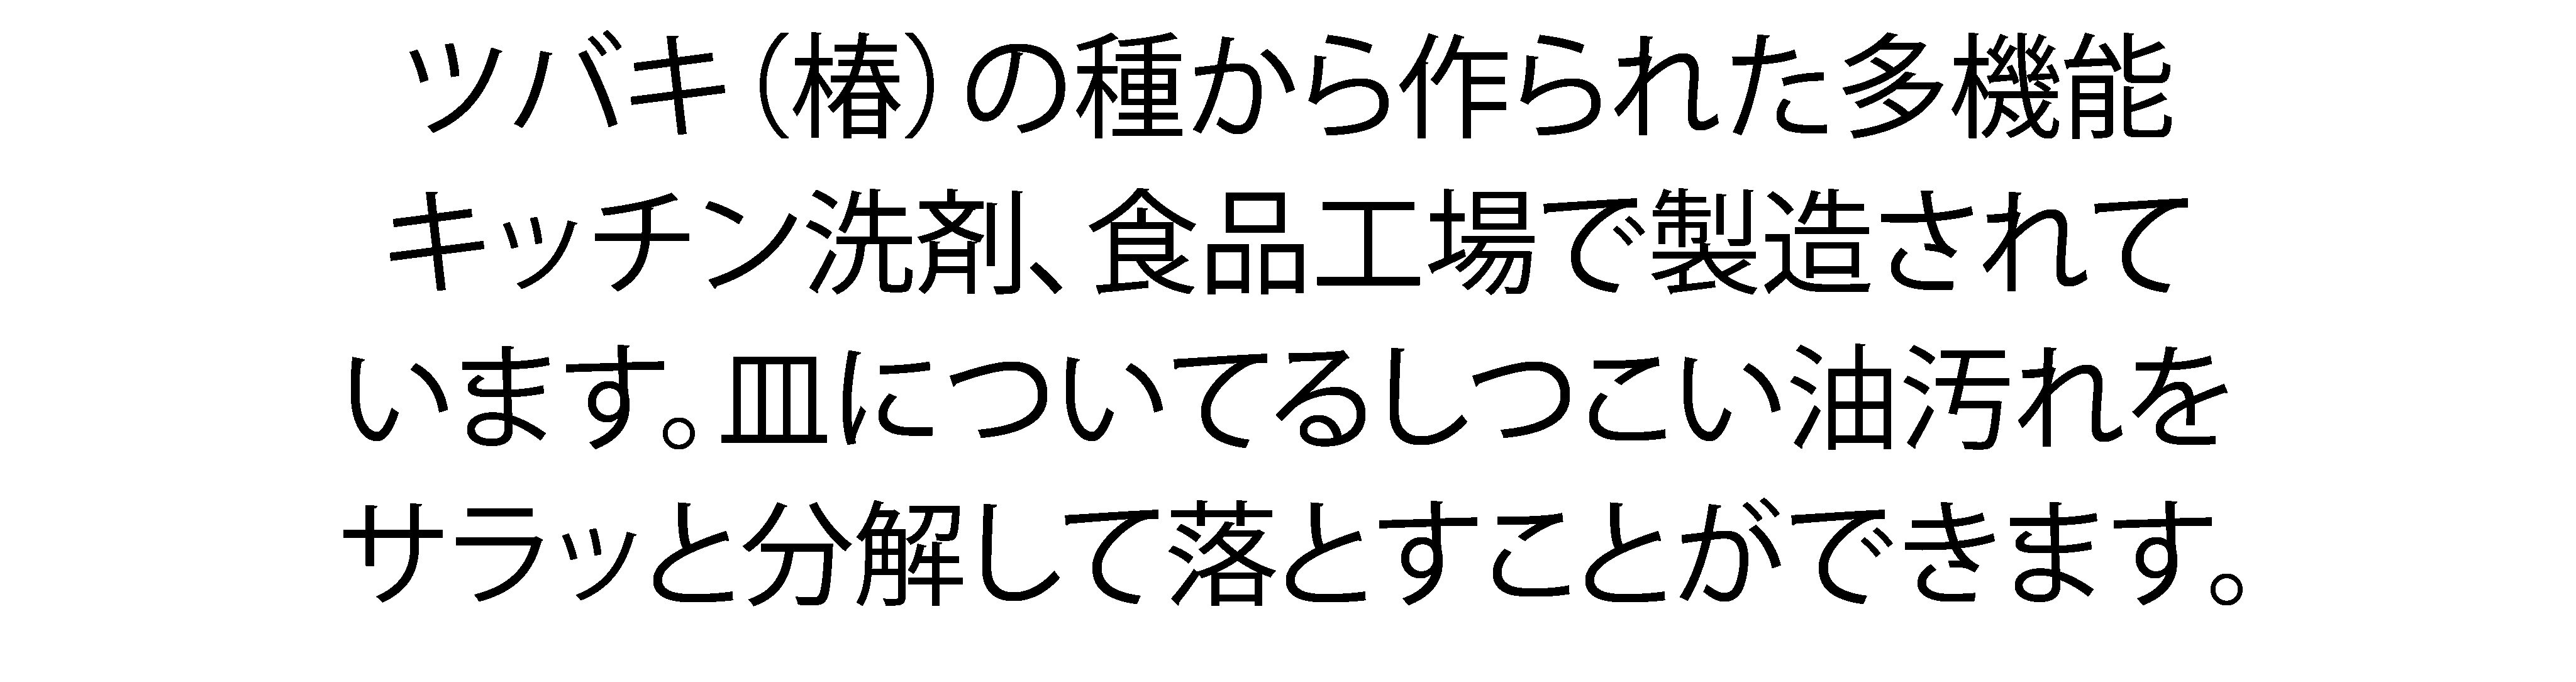 ツバキ（椿）の種から作られた多機能
キッチン洗剤、食品工場で製造されて
います。皿についてるしつこい油汚れを
サラッと分解して落とすことができます。